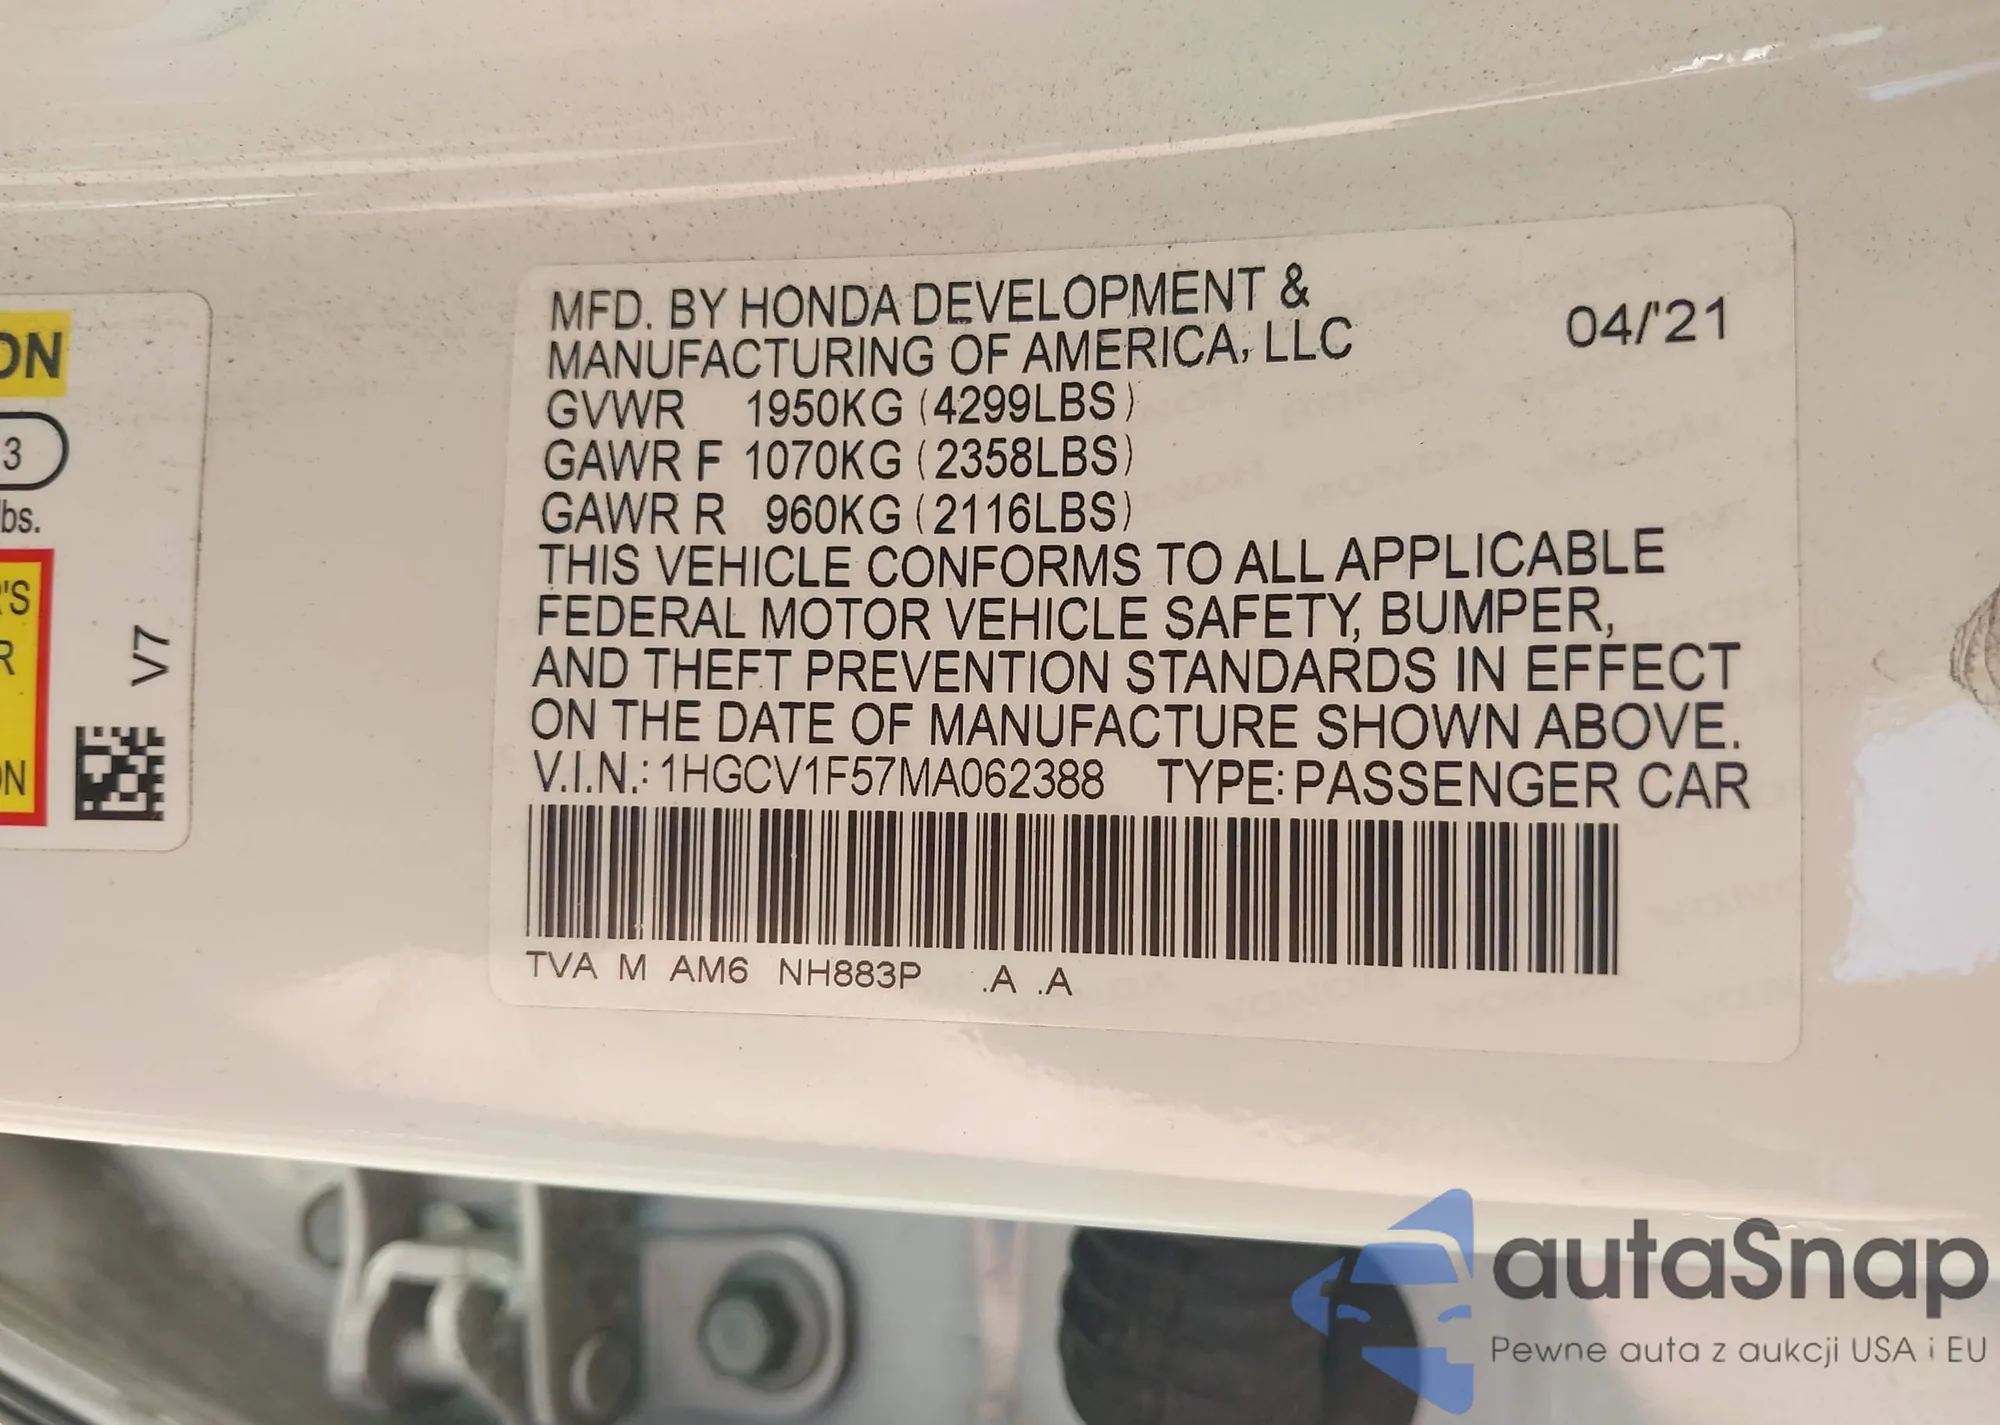 ON
3
lbs.
'S
R
ON
V7
MFD. BY HONDA DEVELOPMENT &
MANUFACTURING OF AMERICA, LLC
04/'21
GVWR 1950KG (4299LBS)
GAWR F 1070KG (2358LBS)
GAWR R 960KG (2116LBS)
THIS VEHICLE CONFORMS TO ALL APPLICABLE
FEDERAL MOTOR VEHICLE SAFETY, BUMPER,
AND THEFT PREVENTION STANDARDS IN EFFECT
ON THE DATE OF MANUFACTURE SHOWN ABOVE.
V.I.N.: 1HGCV1F57MA062388 TYPE: PASSENGER CAR
TVA M AM6 NH883P .A .A
autaSnap
Pewne auta z aukcji USA i EU